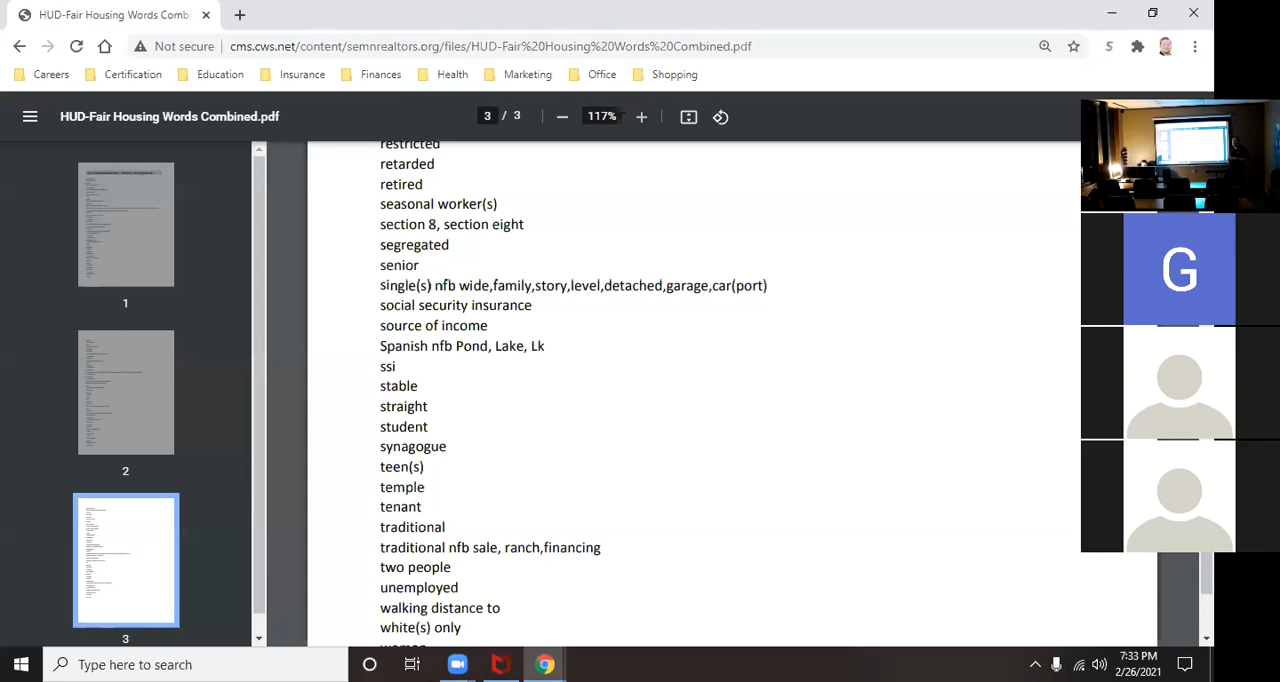 HUD-Fair Housing Words Combi
Not secure | cms.cws.net/content/semnrealtors.org/files/HUD-Fair%20Housing%20Words%20Combined.pdf
S
Careers Certification Education Insurance Finances Health Marketing Office Shopping
HUD-Fair Housing Words Combined.pdf 3 / 3 117%
1
2
3
restricted
retarded
retired
seasonal worker(s)
section 8, section eight
segregated
senior
single(s) nfb wide,family,story,level,detached,garage,car(port)
social security insurance
source of income
Spanish nfb Pond, Lake, Lk
ssi
stable
straight
student
synagogue
teen(s)
temple
tenant
traditional
traditional nfb sale, ranch,financing
two people
unemployed
walking distance to
white(s) only
G
Type here to search
7:33 PM
2/26/2021